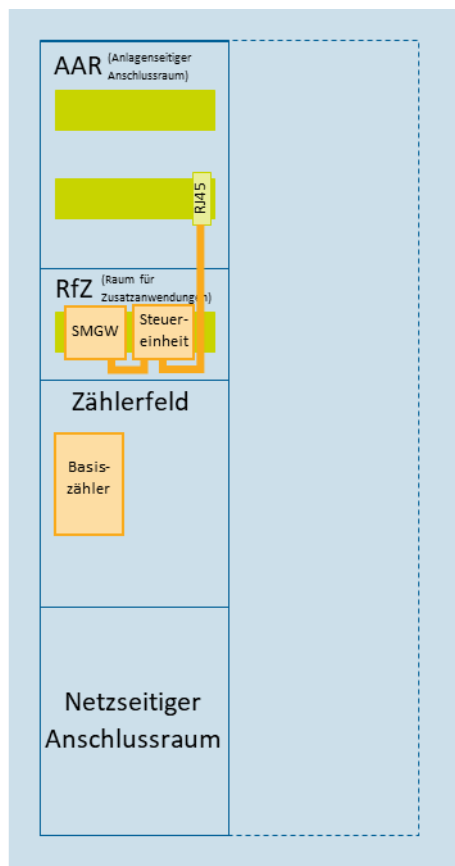 AAR (Anlagenseitiger
Anschlussraum)
RJ45
RfZ (Raum für
Zusatzanwendungen)
SMGW
Steuer-
einheit
Zählerfeld
Basis-
zähler
Netzseitiger
Anschlussraum